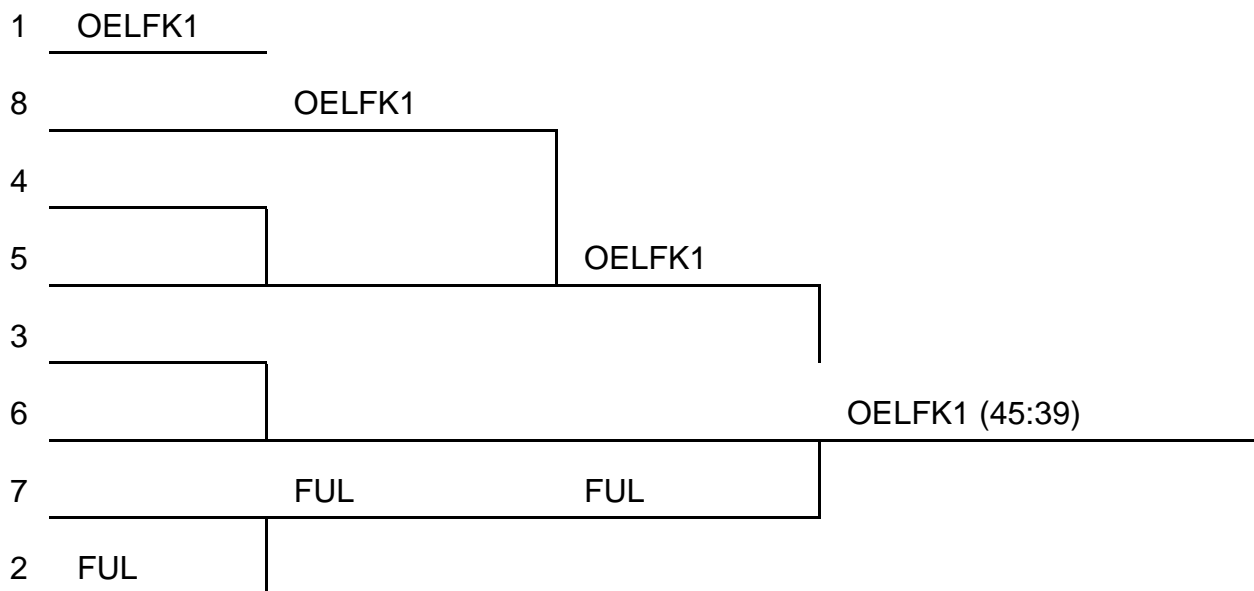 1 OELFK1
8 OELFK1
4
5 OELFK1
3
6 OELFK1 (45:39)
7 FUL FUL
2 FUL